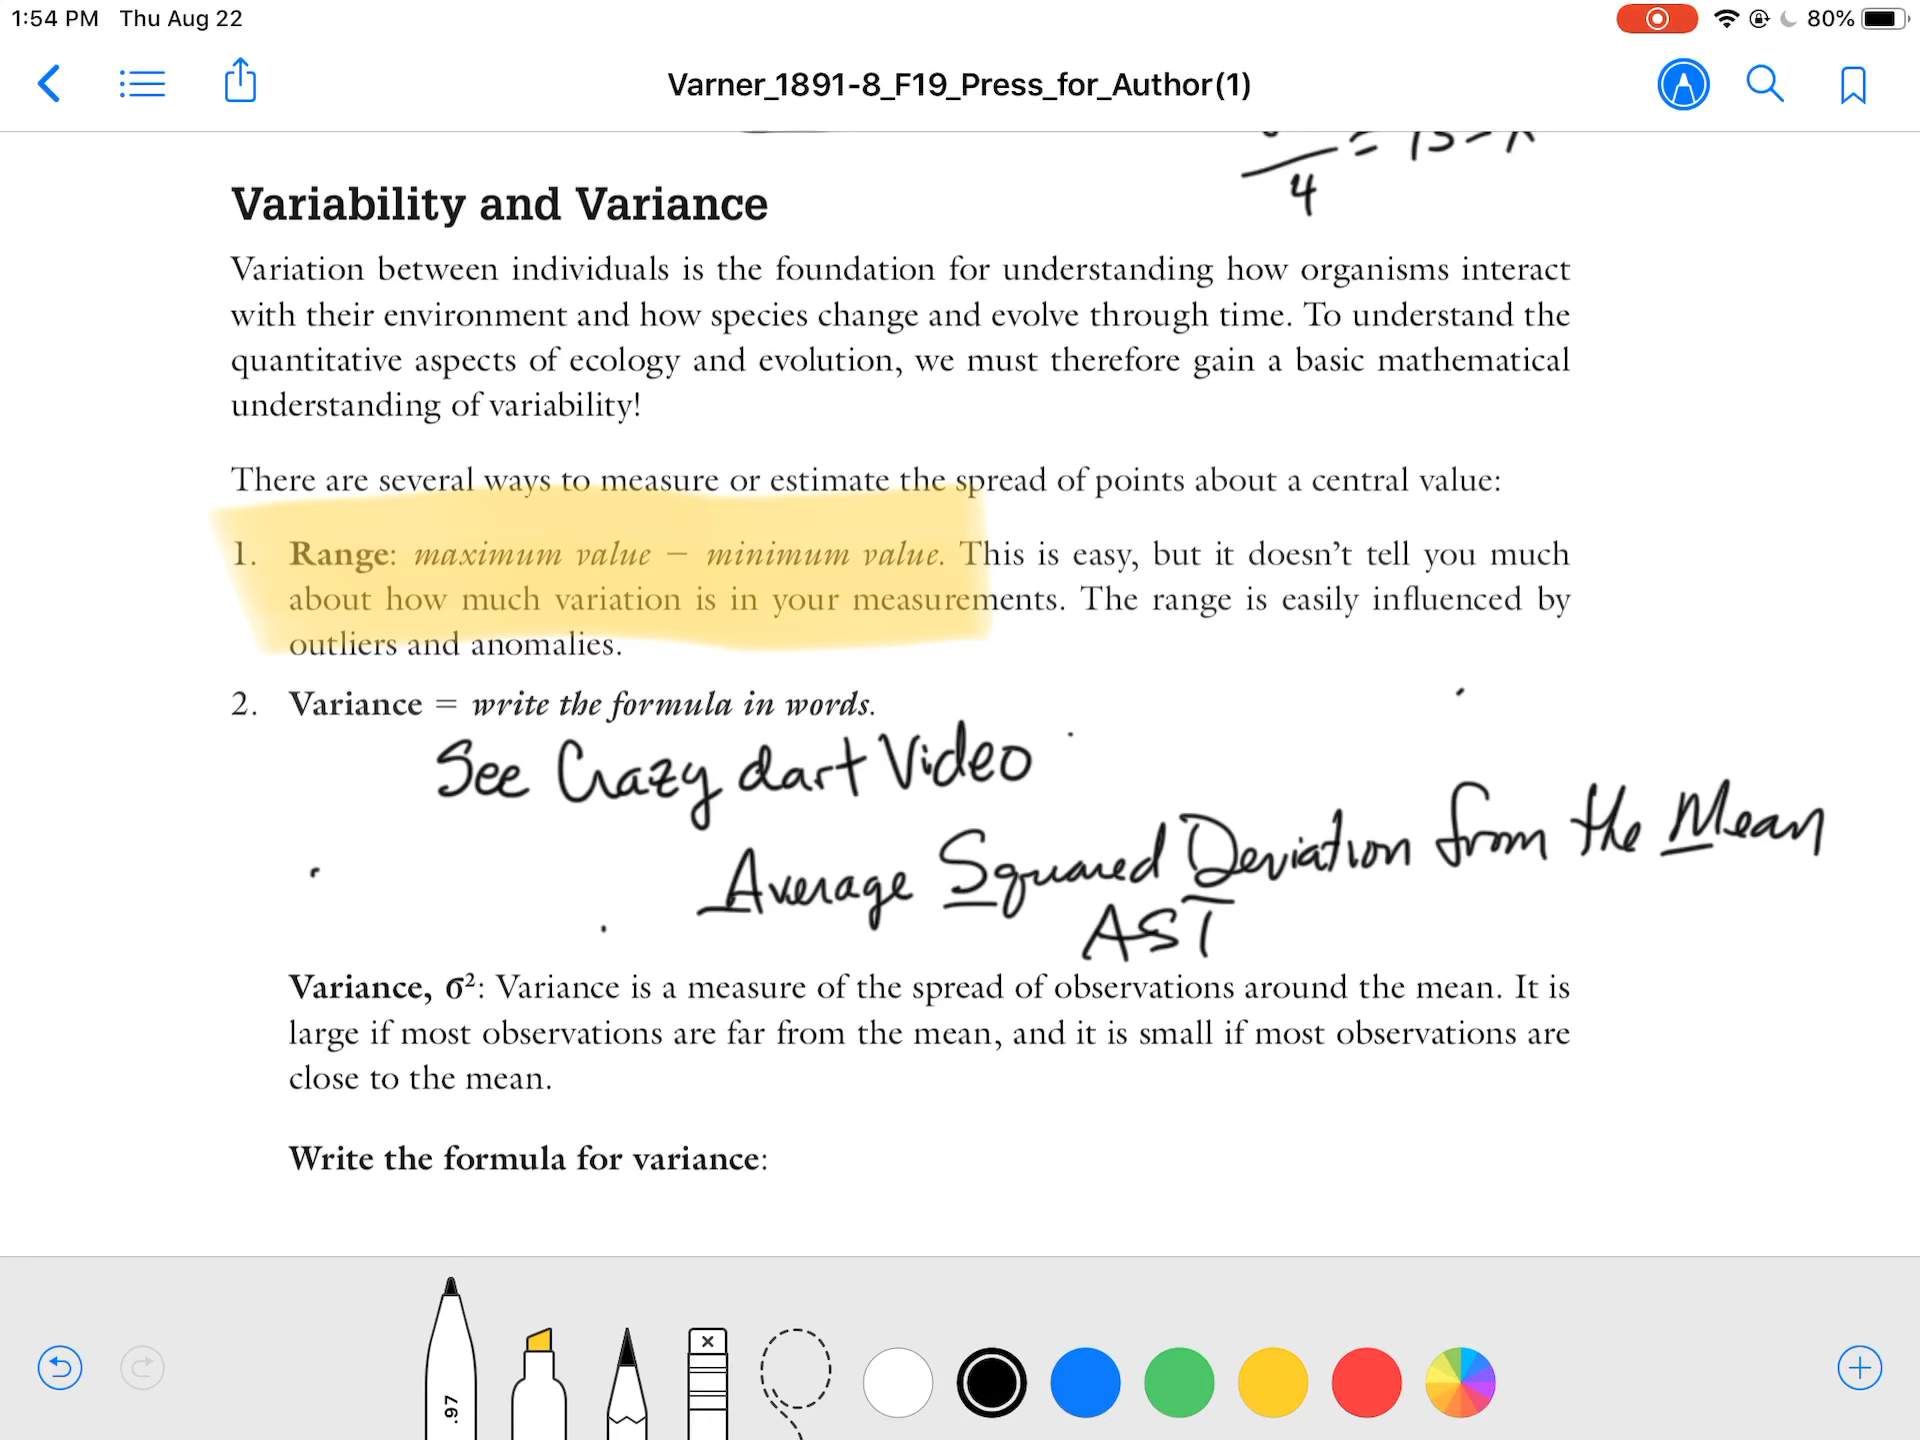 1:54 PM Thu Aug 22
80%
Varner_1891-8_F19_Press_for_Author(1)
4
Variability and Variance
Variation between individuals is the foundation for understanding how organisms interact
with their environment and how species change and evolve through time. To understand the
quantitative aspects of ecology and evolution, we must therefore gain a basic mathematical
understanding of variability!
There are several ways to measure or estimate the spread of points about a central value:
1. Range: maximum value – minimum value. This is easy, but it doesn't tell you much
about how much variation is in your measurements. The range is easily influenced by
outliers and anomalies.
2. Variance = write the formula in words.
See Crazy dart Video
Average Squared Deviation from the Mean
AST
Variance, σ²: Variance is a measure of the spread of observations around the mean. It is
large if most observations are far from the mean, and it is small if most observations are
close to the mean.
Write the formula for variance:
.97